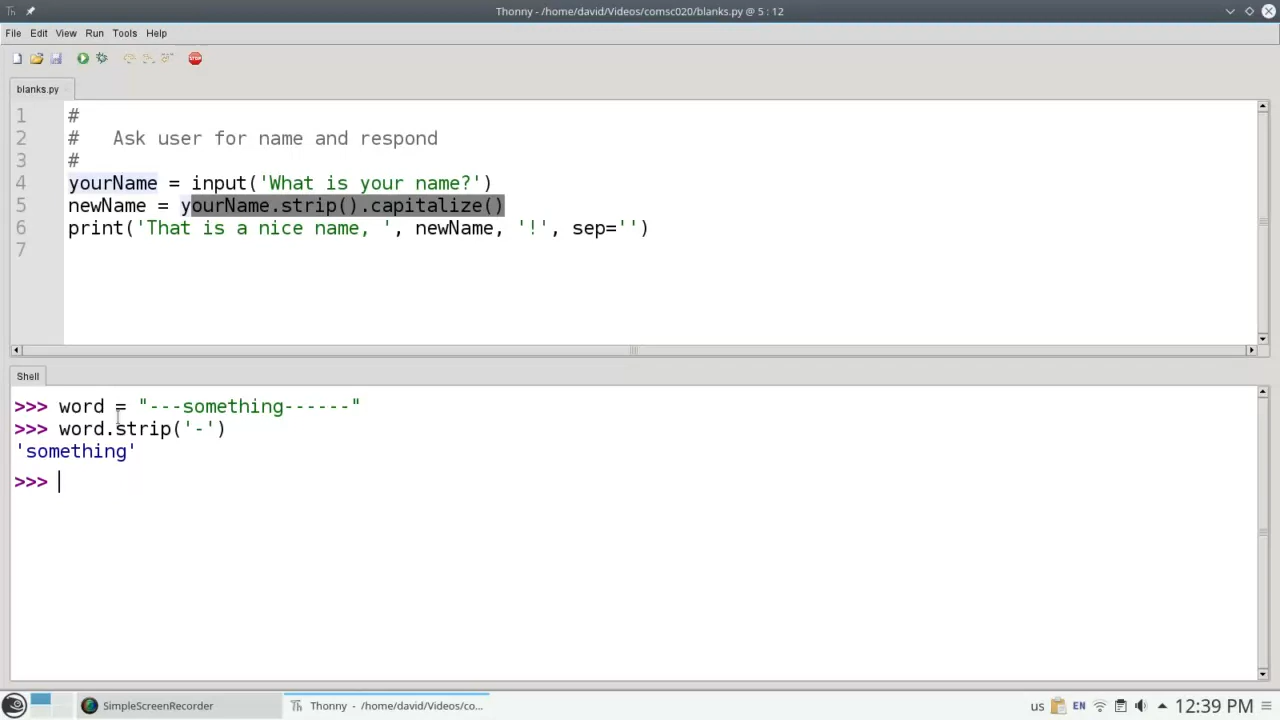 Th Thonny - /home/david/Videos/comsc020/blanks.py @ 5 : 12
File Edit View Run Tools Help
STOP
blanks.py
1 #
2 #   Ask user for name and respond
3 #
4 yourName = input('What is your name?')
5 newName = yourName.strip().capitalize()
6 print('That is a nice name, ', newName, '!', sep='')
7
Shell
>>> word = "---something------"
>>> word.strip('-')
'something'
>>>
SimpleScreenRecorder Th Thonny - /home/david/Videos/co... us EN 12:39 PM